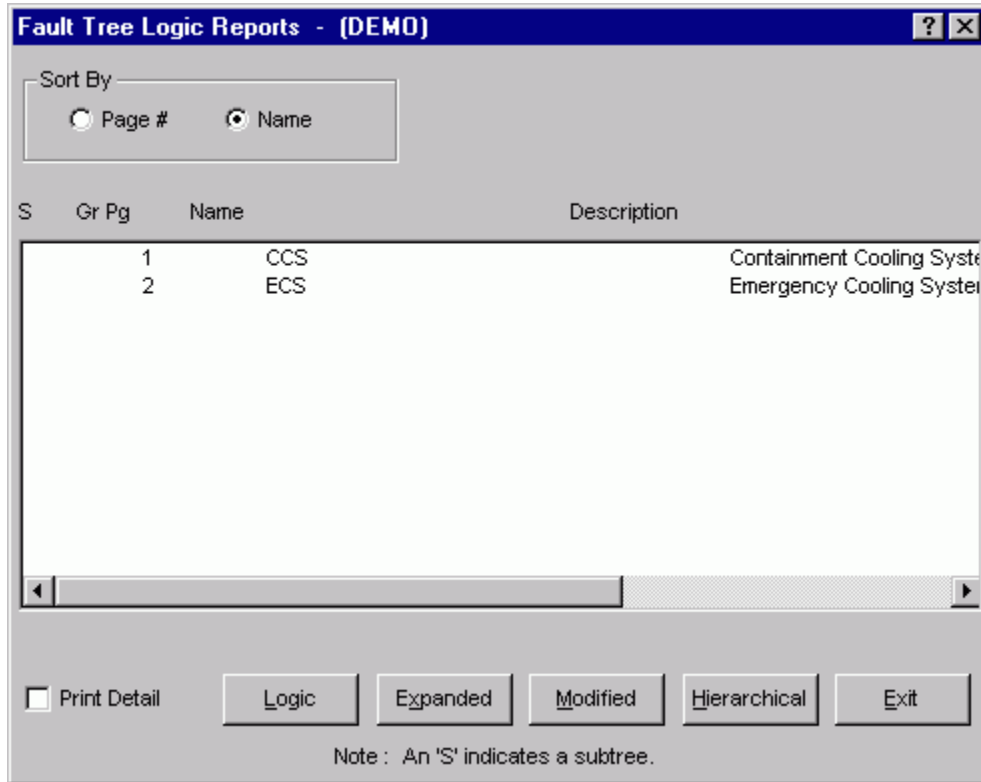 Fault Tree Logic Reports - (DEMO)
Sort By
Page # Name
S Gr Pg Name Description
1 CCS Containment Cooling Syste
2 ECS Emergency Cooling System
Print Detail Logic Expanded Modified Hierarchical Exit
Note : An 'S' indicates a subtree.